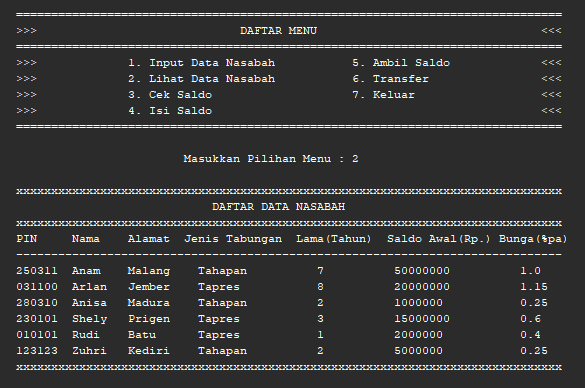 ==============================================================================
>>> DAFTAR MENU <<<
==============================================================================
>>> 1. Input Data Nasabah 5. Ambil Saldo <<<
>>> 2. Lihat Data Nasabah 6. Transfer <<<
>>> 3. Cek Saldo 7. Keluar <<<
>>> 4. Isi Saldo <<<
==============================================================================
Masukkan Pilihan Menu : 2
xxxxxxxxxxxxxxxxxxxxxxxxxxxxxxxxxxxxxxxxxxxxxxxxxxxxxxxxxxxxxxxxxxxxxxxxxxxxxx
DAFTAR DATA NASABAH
xxxxxxxxxxxxxxxxxxxxxxxxxxxxxxxxxxxxxxxxxxxxxxxxxxxxxxxxxxxxxxxxxxxxxxxxxxxxxx
PIN Nama Alamat Jenis Tabungan Lama(Tahun) Saldo Awal(Rp.) Bunga(%pa)
------------------------------------------------------------------------------
250311 Anam Malang Tahapan 7 50000000 1.0
031100 Arlan Jember Tapres 8 20000000 1.15
280310 Anisa Madura Tahapan 2 1000000 0.25
230101 Shely Prigen Tapres 3 15000000 0.6
010101 Rudi Batu Tapres 1 2000000 0.4
123123 Zuhri Kediri Tahapan 2 5000000 0.25
xxxxxxxxxxxxxxxxxxxxxxxxxxxxxxxxxxxxxxxxxxxxxxxxxxxxxxxxxxxxxxxxxxxxxxxxxxxxxx